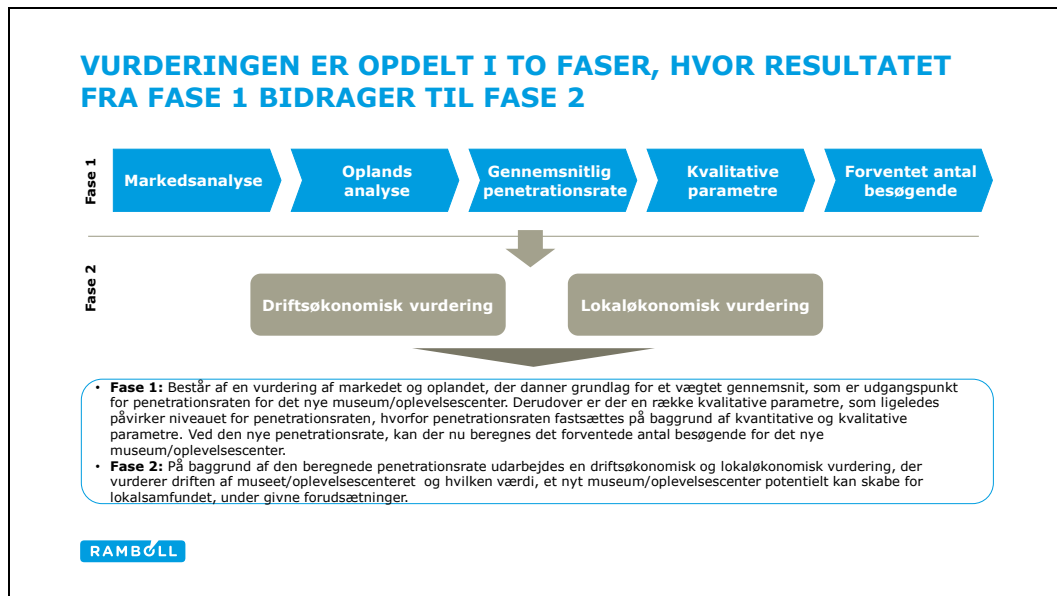 VURDERINGEN ER OPDELT I TO FASER, HVOR RESULTATET
FRA FASE 1 BIDRAGER TIL FASE 2
Fase 1
Markedsanalyse
Oplands
analyse
Gennemsnitlig
penetrationsrate
Kvalitative
parametre
Forventet antal
besøgende
Fase 2
Driftsøkonomisk vurdering
Lokaløkonomisk vurdering
• Fase 1: Består af en vurdering af markedet og oplandet, der danner grundlag for et vægtet gennemsnit, som er udgangspunkt
for penetrationsraten for det nye museum/oplevelsescenter. Derudover er der en række kvalitative parametre, som ligeledes
påvirker niveauet for penetrationsraten, hvorfor penetrationsraten fastsættes på baggrund af kvantitative og kvalitative
parametre. Ved den nye penetrationsrate, kan der nu beregnes det forventede antal besøgende for det nye
museum/oplevelsescenter.
• Fase 2: På baggrund af den beregnede penetrationsrate udarbejdes en driftsøkonomisk og lokaløkonomisk vurdering, der
vurderer driften af museet/oplevelsescenteret og hvilken værdi, et nyt museum/oplevelsescenter potentielt kan skabe for
lokalsamfundet, under givne forudsætninger.
RAMBOLL